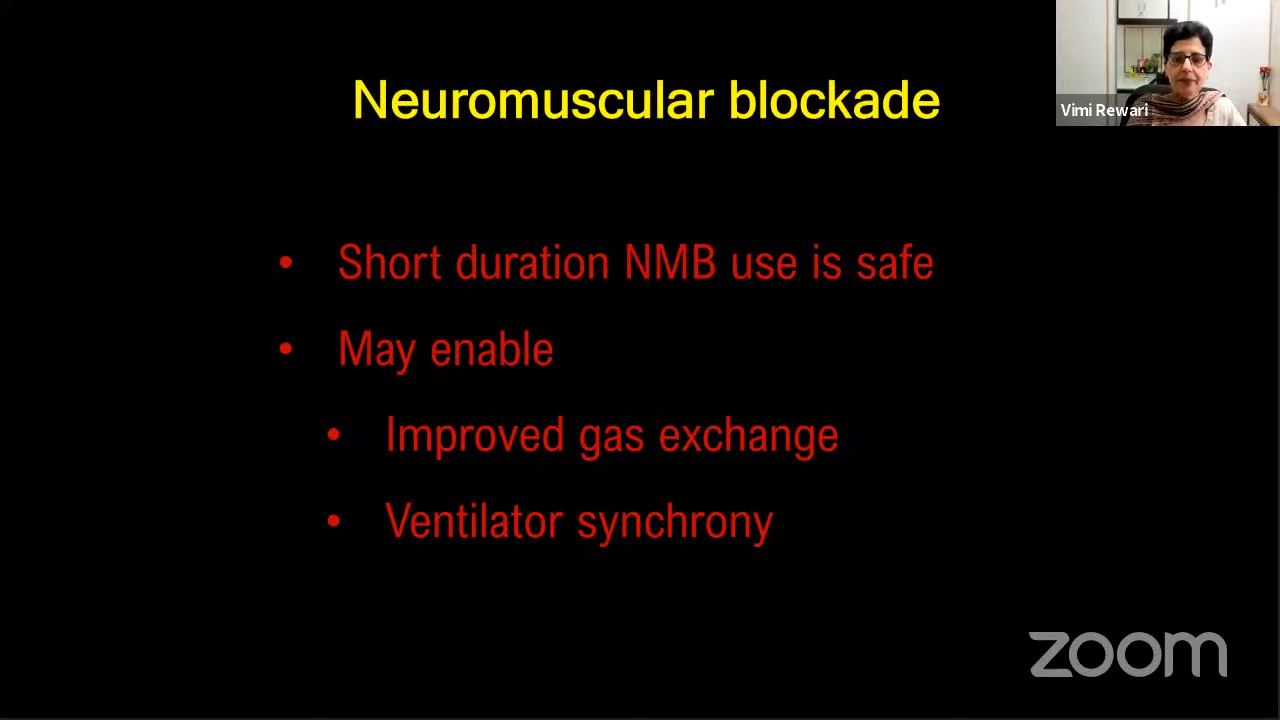 Neuromuscular blockade
Vimi Rewari
• Short duration NMB use is safe
• May enable
• Improved gas exchange
• Ventilator synchrony
zoom